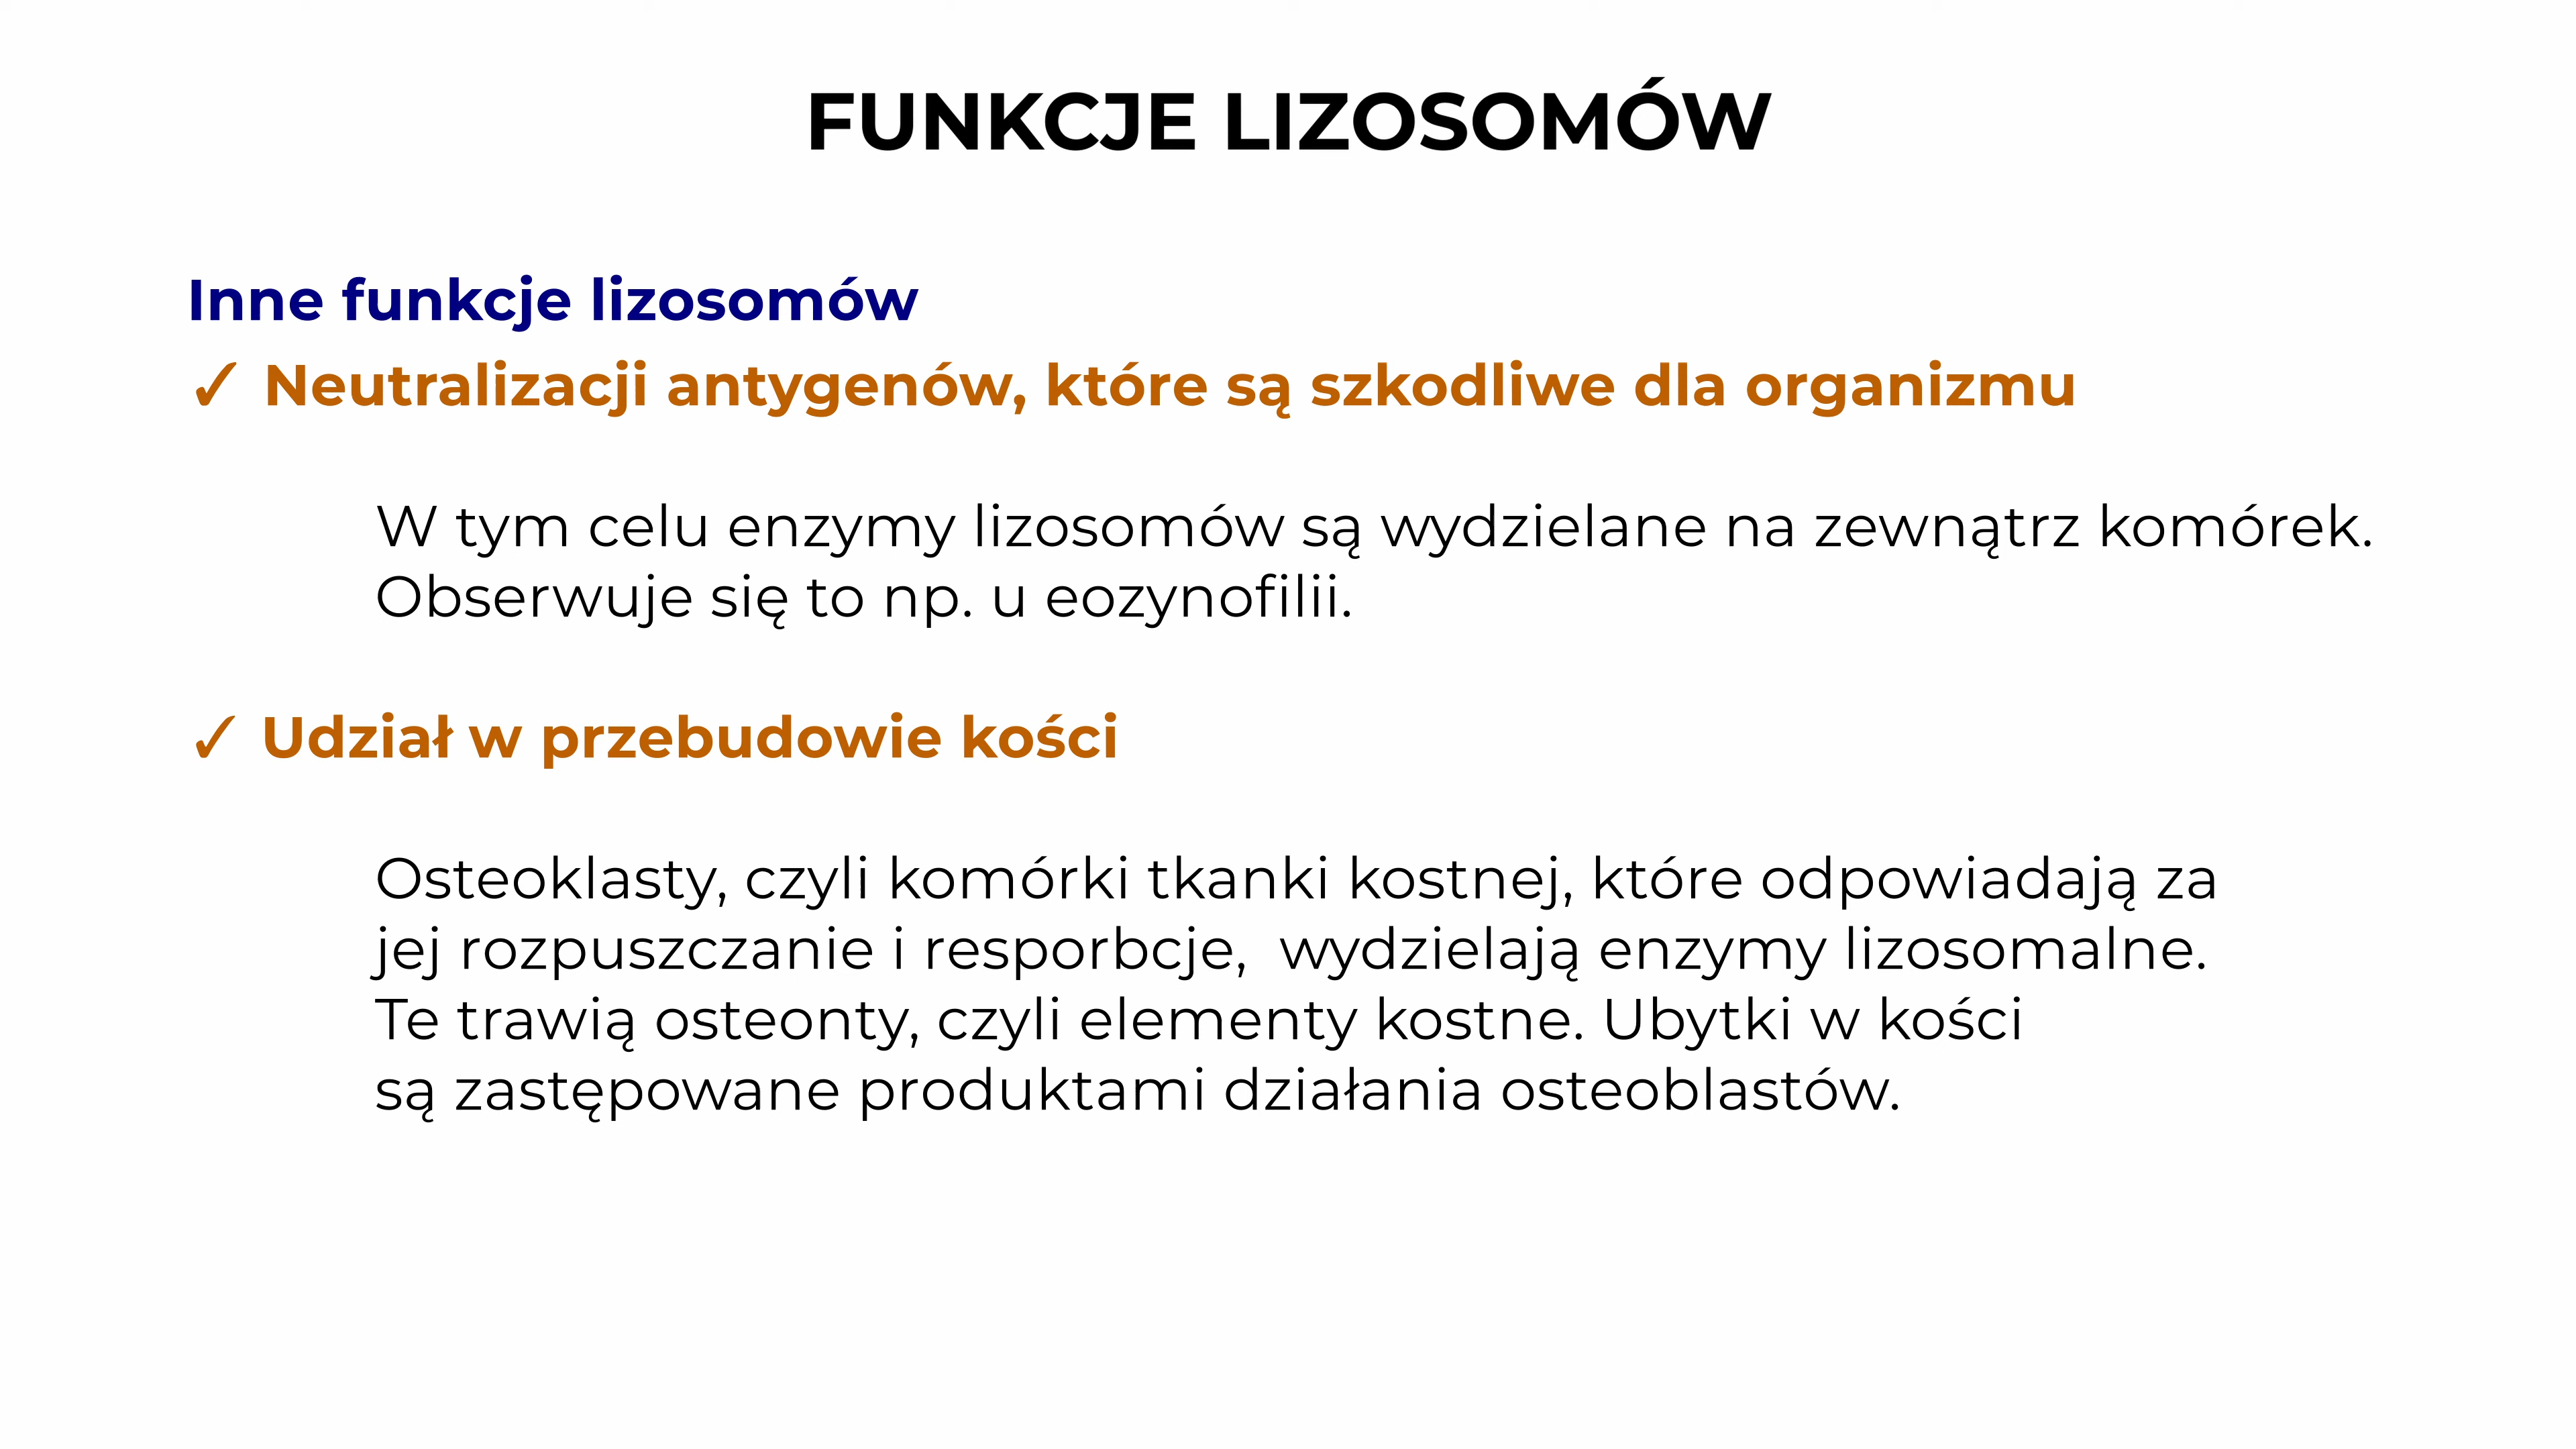 FUNKCJE LIZOSOMÓW
Inne funkcje lizosomów
✓ Neutralizacji antygenów, które są szkodliwe dla organizmu
W tym celu enzymy lizosomów są wydzielane na zewnątrz komórek.
Obserwuje się to np. u eozynofilii.
✓ Udział w przebudowie kości
Osteoklasty, czyli komórki tkanki kostnej, które odpowiadają za
jej rozpuszczanie i resporbcje,  wydzielają enzymy lizosomalne.
Te trawią osteonty, czyli elementy kostne. Ubytki w kości
są zastępowane produktami działania osteoblastów.